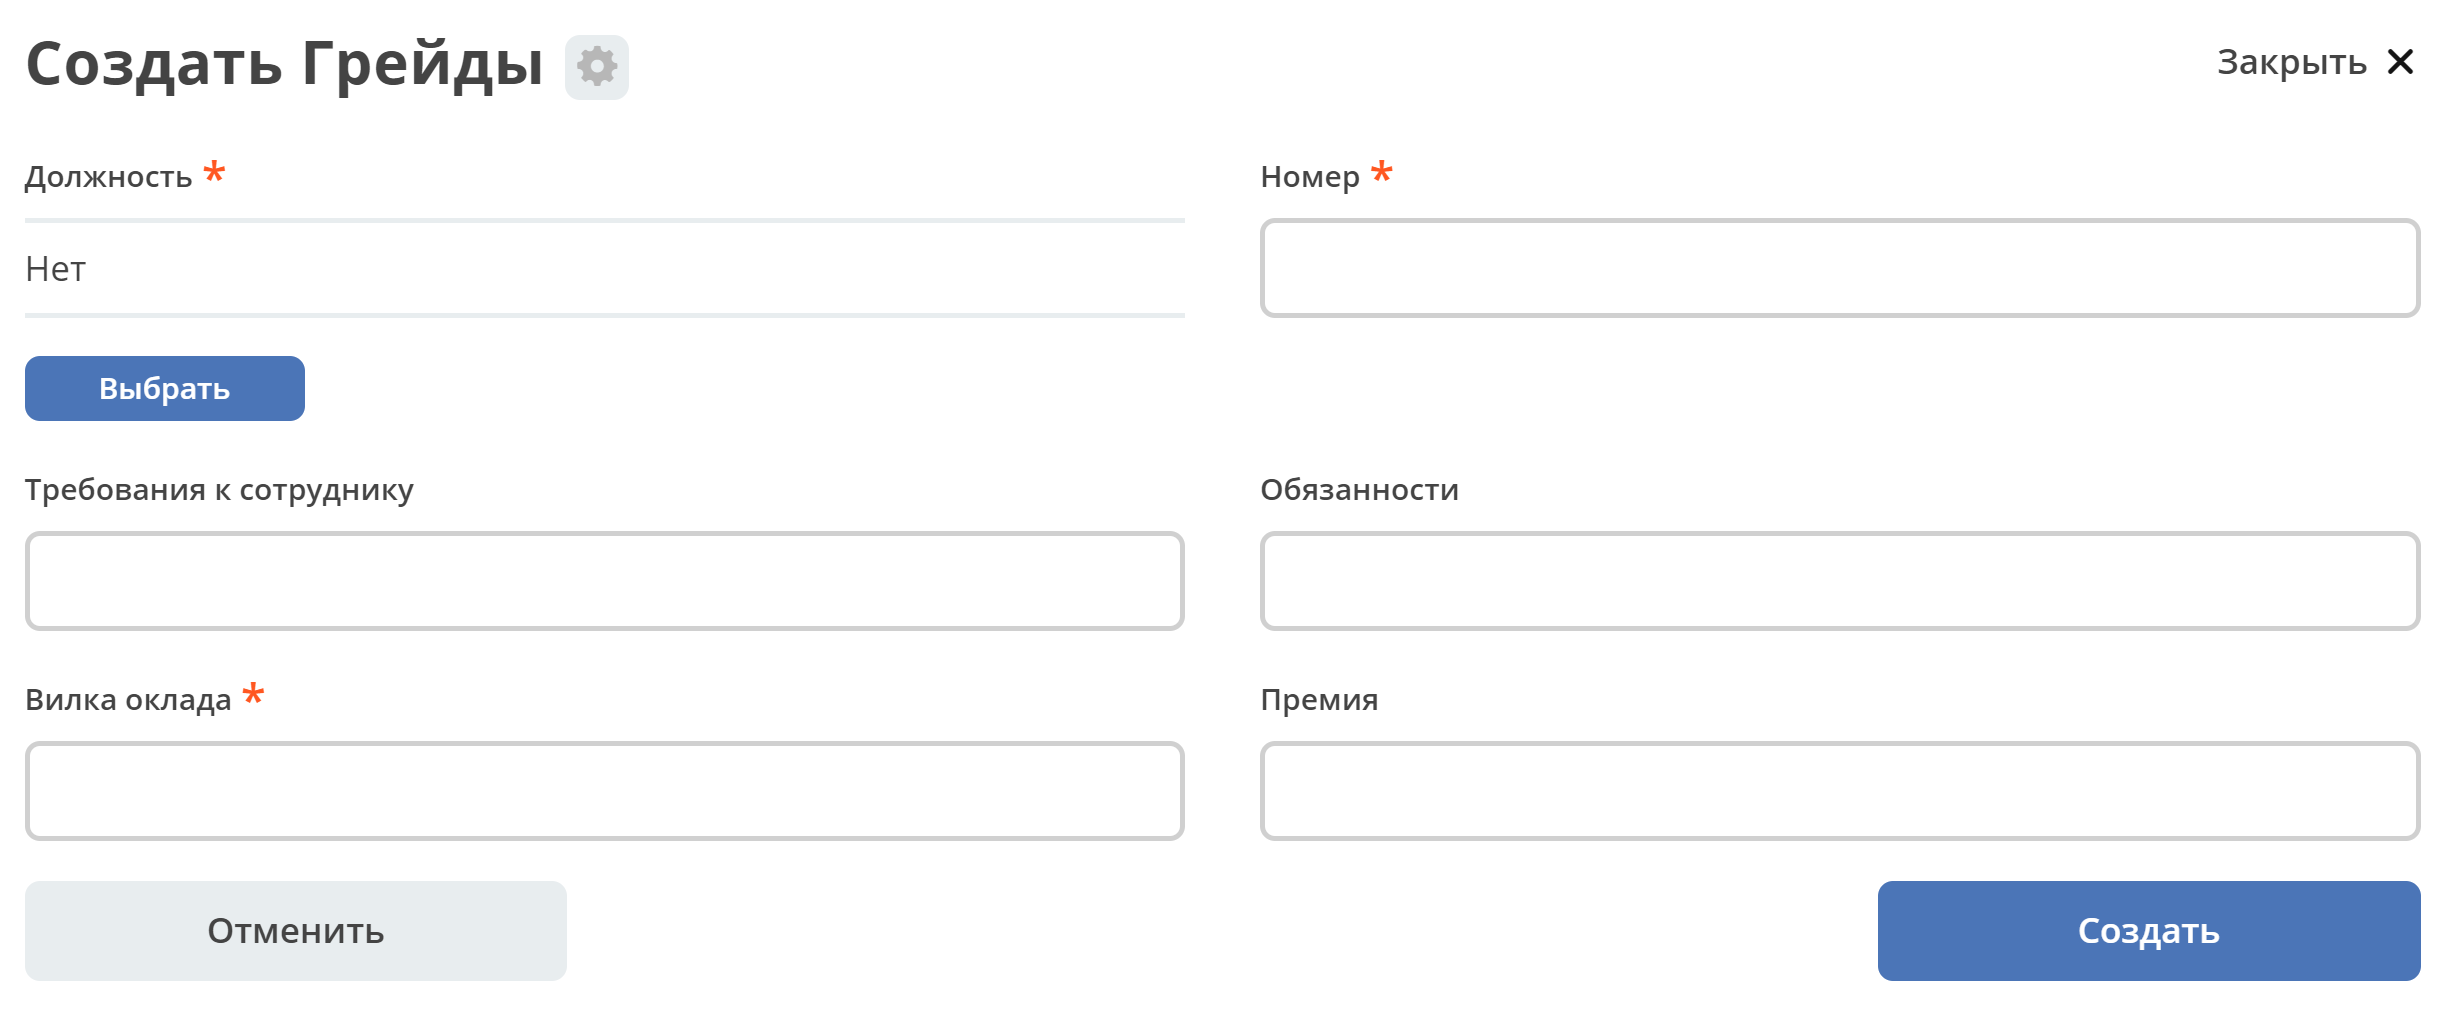 Создать Грейды
Закрыть
Должность *
Номер *
Нет
Выбрать
Требования к сотруднику
Обязанности
Вилка оклада *
Премия
Отменить
Создать